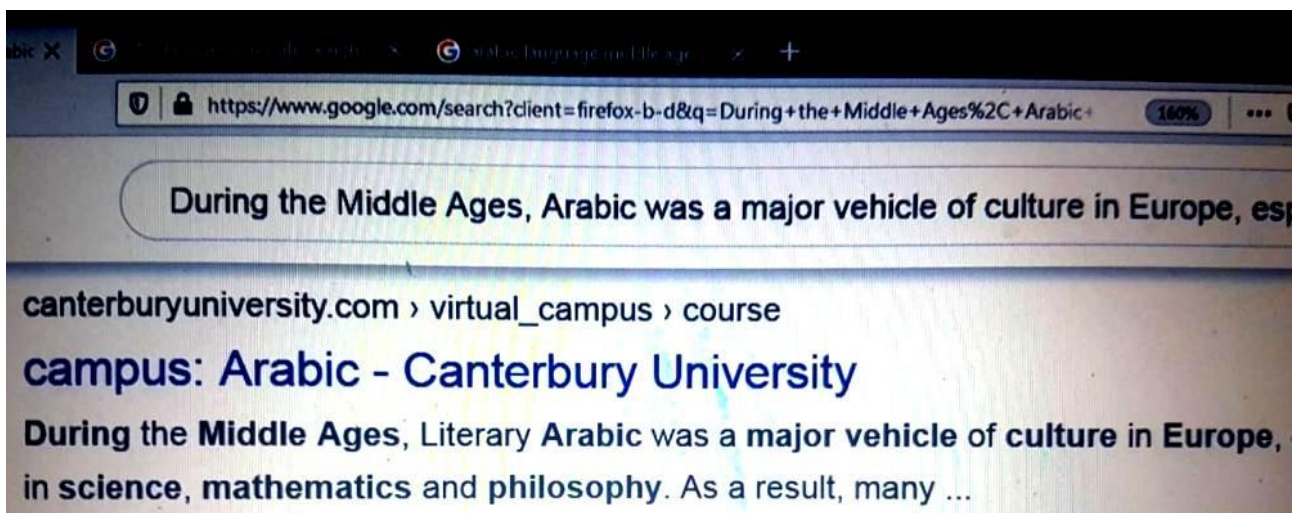 https://www.google.com/search?client=firefox-b-d&q=During+the+Middle+Ages%2C+Arabic+ 160%
During the Middle Ages, Arabic was a major vehicle of culture in Europe, esp
canterburyuniversity.com › virtual_campus › course
campus: Arabic - Canterbury University
During the Middle Ages, Literary Arabic was a major vehicle of culture in Europe,
in science, mathematics and philosophy. As a result, many ...